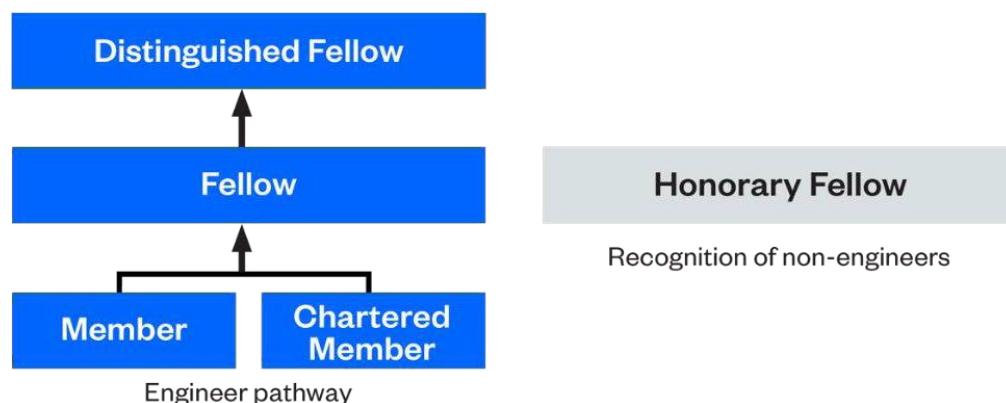 Distinguished Fellow
Fellow
Honorary Fellow
Recognition of non-engineers
Member
Chartered
Member
Engineer pathway